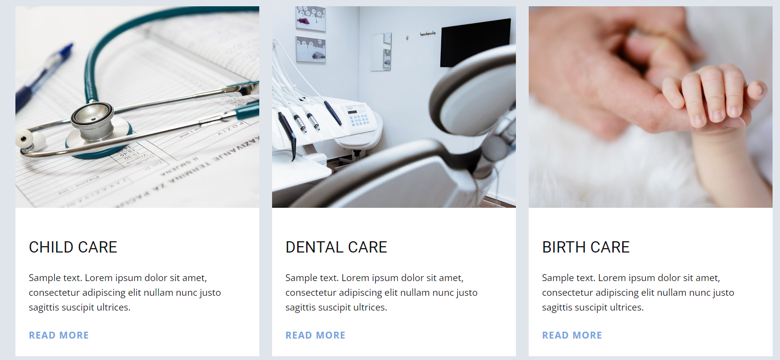 CHILD CARE
Sample text. Lorem ipsum dolor sit amet,
consectetur adipiscing elit nullam nunc justo
sagittis suscipit ultrices.
READ MORE
DENTAL CARE
Sample text. Lorem ipsum dolor sit amet,
consectetur adipiscing elit nullam nunc justo
sagittis suscipit ultrices.
READ MORE
BIRTH CARE
Sample text. Lorem ipsum dolor sit amet,
consectetur adipiscing elit nullam nunc justo
sagittis suscipit ultrices.
READ MORE